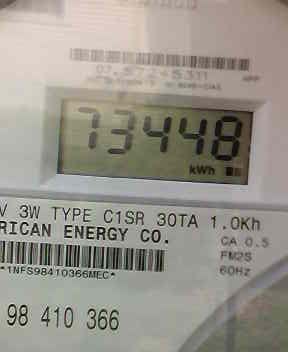 73448
kWh
V 3W TYPE C1SR 30TA 1.0Kh
RICAN ENERGY CO.
CA 0.5
FM2S
60Hz
*1NFS98410366MEC*
98 410 366